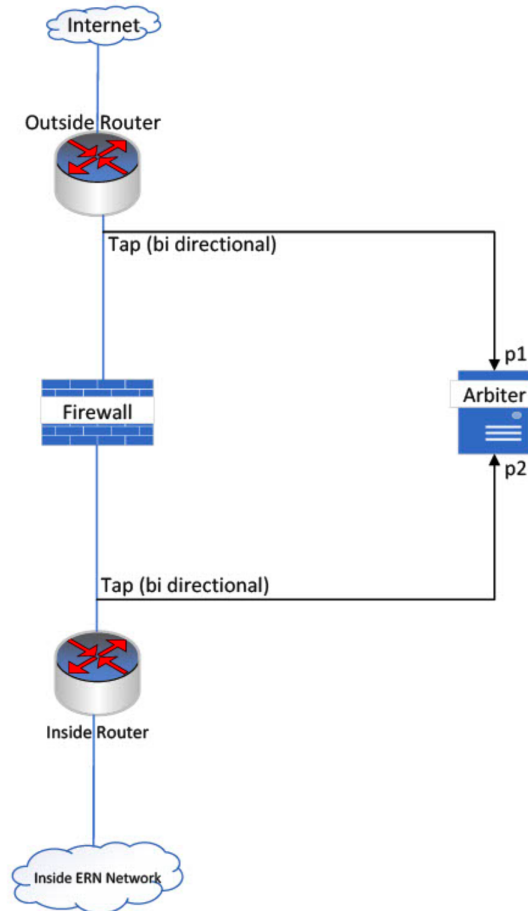 Internet
Outside Router
Tap (bi directional)
p1
Firewall
Arbiter
p2
Tap (bi directional)
Inside Router
Inside ERN Network